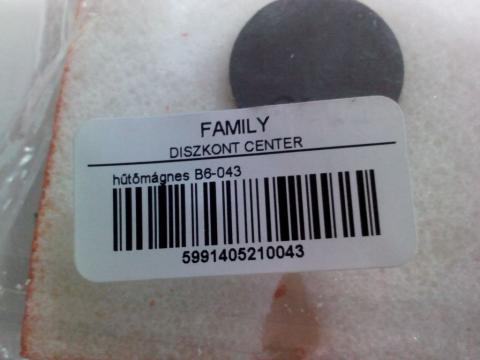 FAMILY
DISZKONT CENTER
hűtőmágnes B6-043
5991405210043